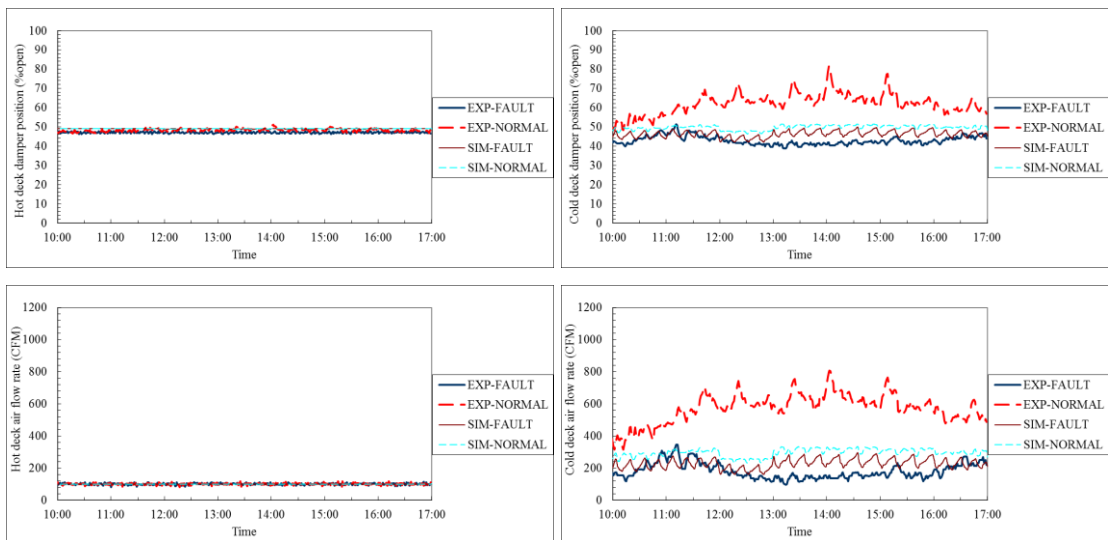 Hot deck damper position (%open)
100
90
80
70
60
50
40
30
20
10
0
10:00 11:00 12:00 13:00 14:00 15:00 16:00 17:00
Time
EXP-FAULT
EXP-NORMAL
SIM-FAULT
SIM-NORMAL
Cold deck damper position (%open)
100
90
80
70
60
50
40
30
20
10
0
10:00 11:00 12:00 13:00 14:00 15:00 16:00 17:00
Time
EXP-FAULT
EXP-NORMAL
SIM-FAULT
SIM-NORMAL
Hot deck air flow rate (CFM)
1200
1000
800
600
400
200
0
10:00 11:00 12:00 13:00 14:00 15:00 16:00 17:00
Time
EXP-FAULT
EXP-NORMAL
SIM-FAULT
SIM-NORMAL
Cold deck air flow rate (CFM)
1200
1000
800
600
400
200
0
10:00 11:00 12:00 13:00 14:00 15:00 16:00 17:00
Time
EXP-FAULT
EXP-NORMAL
SIM-FAULT
SIM-NORMAL